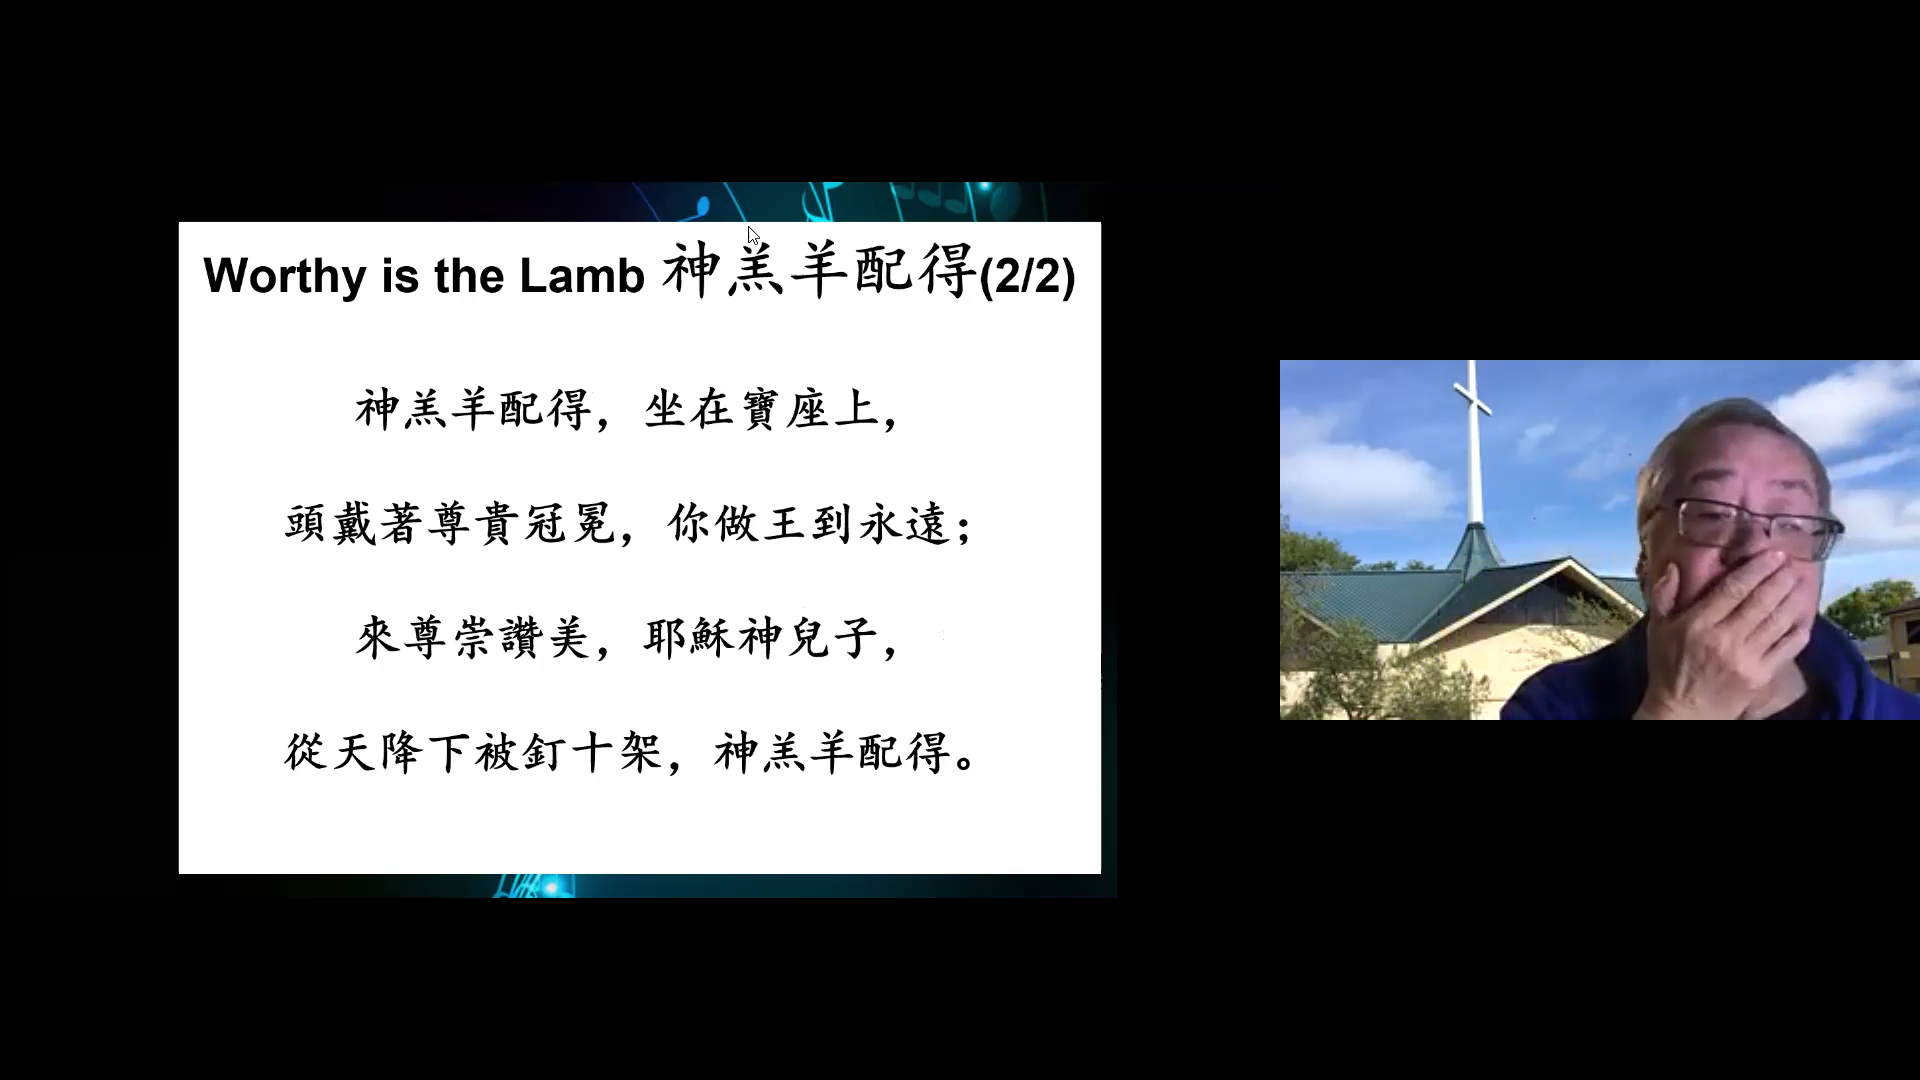 Worthy is the Lamb 神羔羊配得(2/2)
神羔羊配得，坐在寶座上，
頭戴著尊貴冠冕，你做王到永遠；
來尊崇讚美，耶穌神兒子，
從天降下被釘十架，神羔羊配得。